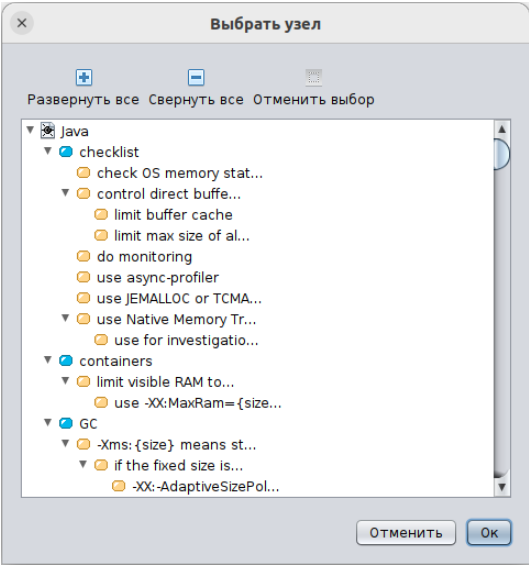 Выбрать узел
Развернуть все Свернуть все Отменить выбор
Java
checklist
check OS memory stat...
control direct buffe...
limit buffer cache
limit max size of al...
do monitoring
use async-profiler
use JEMALLOC or TCMA...
use Native Memory Tr...
use for investigatio...
containers
limit visible RAM to...
use -XX:MaxRam={size...
GC
-Xms:{size} means st...
if the fixed size is...
-XX:-AdaptiveSizePol...
Отменить Ок